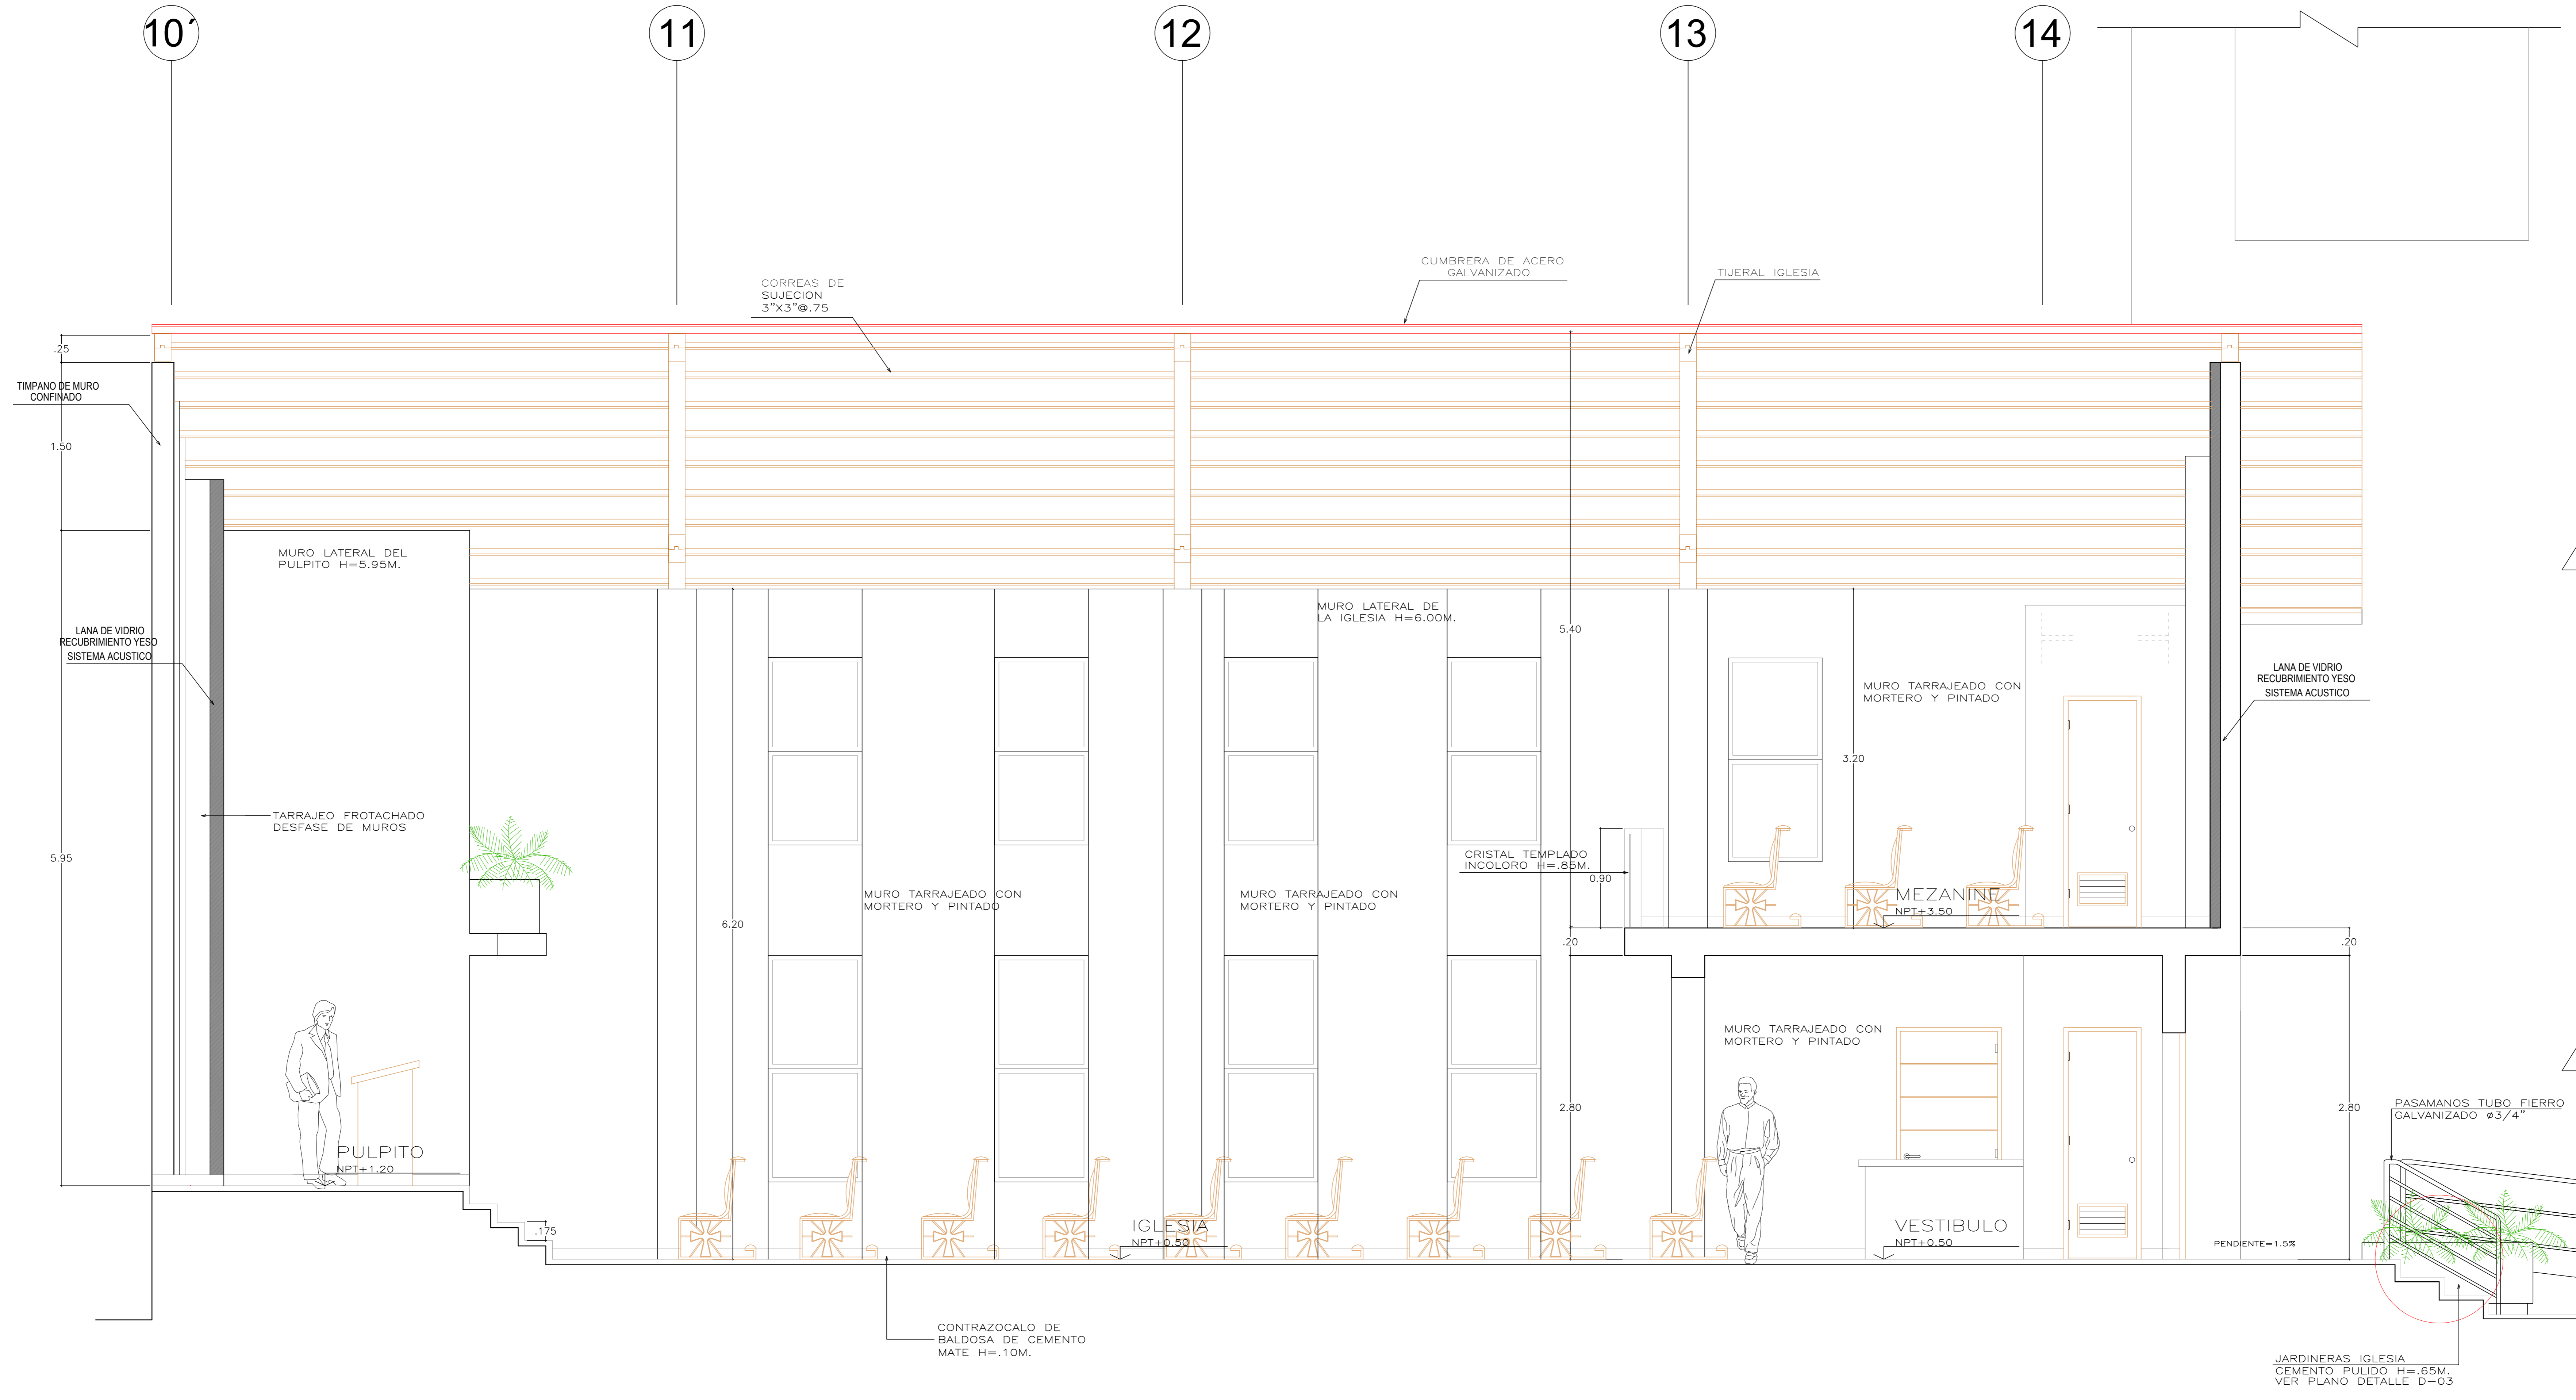 10´
11
12
13
14
CUMBRERA DE ACERO
GALVANIZADO
TIJERAL IGLESIA
CORREAS DE
SUJECION
3"X3"@.75
.25
TIMPANO DE MURO
CONFINADO
1.50
MURO LATERAL DEL
PULPITO H=5.95M.
MURO LATERAL DE
LA IGLESIA H=6.00M.
5.40
LANA DE VIDRIO
RECUBRIMIENTO YESO
SISTEMA ACUSTICO
LANA DE VIDRIO
RECUBRIMIENTO YESO
SISTEMA ACUSTICO
MURO TARRAJEADO CON
MORTERO Y PINTADO
3.20
TARRAJEO FROTACHADO
DESFASE DE MUROS
5.95
CRISTAL TEMPLADO
INCOLORO H=.85M.
0.90
MURO TARRAJEADO CON
MORTERO Y PINTADO
MURO TARRAJEADO CON
MORTERO Y PINTADO
MEZANINE
NPT+3.50
6.20
.20
.20
MURO TARRAJEADO CON
MORTERO Y PINTADO
2.80
2.80
PASAMANOS TUBO FIERRO
GALVANIZADO ø3/4"
PULPITO
NPT+1.20
.175
IGLESIA
NPT+0.50
VESTIBULO
NPT+0.50
PENDIENTE=1.5%
CONTRAZOCALO DE
BALDOSA DE CEMENTO
MATE H=.10M.
JARDINERAS IGLESIA
CEMENTO PULIDO H=.65M.
VER PLANO DETALLE D-03